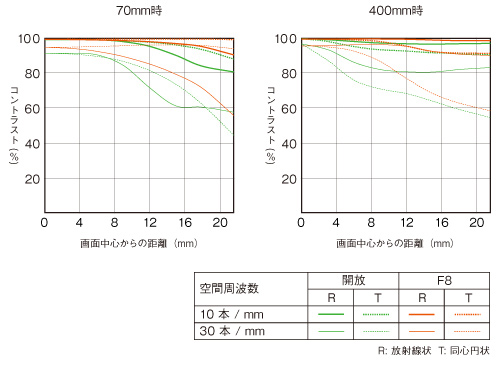 70mm時
400mm時
100
80
60
40
20
コントラスト (%)
0 4 8 12 16 20
画面中心からの距離 (mm)
100
80
60
40
20
コントラスト (%)
0 4 8 12 16 20
画面中心からの距離 (mm)
空間周波数 開放 F8
R T R T
10 本 / mm
30 本 / mm
R: 放射線状 T: 同心円状